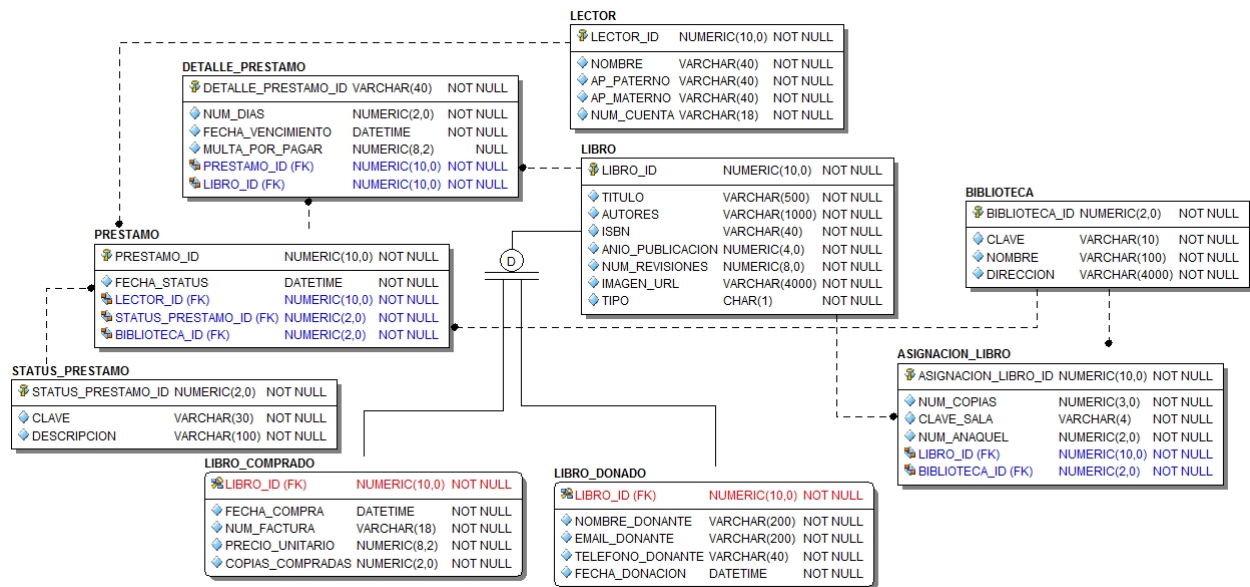 LECTOR
LECTOR_ID NUMERIC(10,0) NOT NULL
NOMBRE VARCHAR(40) NOT NULL
AP_PATERNO VARCHAR(40) NOT NULL
AP_MATERNO VARCHAR(40) NOT NULL
NUM_CUENTA VARCHAR(18) NOT NULL
DETALLE_PRESTAMO
DETALLE_PRESTAMO_ID VARCHAR(40) NOT NULL
NUM_DIAS NUMERIC(2,0) NOT NULL
FECHA_VENCIMIENTO DATETIME NOT NULL
MULTA_POR_PAGAR NUMERIC(8,2) NULL
PRESTAMO_ID (FK) NUMERIC(10,0) NOT NULL
LIBRO_ID (FK) NUMERIC(10,0) NOT NULL
LIBRO
LIBRO_ID NUMERIC(10,0) NOT NULL
TITULO VARCHAR(500) NOT NULL
AUTORES VARCHAR(1000) NOT NULL
ISBN VARCHAR(40) NOT NULL
ANIO_PUBLICACION NUMERIC(4,0) NOT NULL
NUM_REVISIONES NUMERIC(8,0) NOT NULL
IMAGEN_URL VARCHAR(4000) NOT NULL
TIPO CHAR(1) NOT NULL
BIBLIOTECA
BIBLIOTECA_ID NUMERIC(2,0) NOT NULL
CLAVE VARCHAR(10) NOT NULL
NOMBRE VARCHAR(100) NOT NULL
DIRECCION VARCHAR(4000) NOT NULL
PRESTAMO
PRESTAMO_ID NUMERIC(10,0) NOT NULL
FECHA_STATUS DATETIME NOT NULL
LECTOR_ID (FK) NUMERIC(10,0) NOT NULL
STATUS_PRESTAMO_ID (FK) NUMERIC(2,0) NOT NULL
BIBLIOTECA_ID (FK) NUMERIC(2,0) NOT NULL
D
STATUS_PRESTAMO
STATUS_PRESTAMO_ID NUMERIC(2,0) NOT NULL
CLAVE VARCHAR(30) NOT NULL
DESCRIPCION VARCHAR(100) NOT NULL
ASIGNACION_LIBRO
ASIGNACION_LIBRO_ID NUMERIC(10,0) NOT NULL
NUM_COPIAS NUMERIC(3,0) NOT NULL
CLAVE_SALA VARCHAR(4) NOT NULL
NUM_ANAQUEL NUMERIC(2,0) NOT NULL
LIBRO_ID (FK) NUMERIC(10,0) NOT NULL
BIBLIOTECA_ID (FK) NUMERIC(2,0) NOT NULL
LIBRO_COMPRADO
LIBRO_ID (FK) NUMERIC(10,0) NOT NULL
FECHA_COMPRA DATETIME NOT NULL
NUM_FACTURA VARCHAR(18) NOT NULL
PRECIO_UNITARIO NUMERIC(8,2) NOT NULL
COPIAS_COMPRADAS NUMERIC(2,0) NOT NULL
LIBRO_DONADO
LIBRO_ID (FK) NUMERIC(10,0) NOT NULL
NOMBRE_DONANTE VARCHAR(200) NOT NULL
EMAIL_DONANTE VARCHAR(200) NOT NULL
TELEFONO_DONANTE VARCHAR(40) NOT NULL
FECHA_DONACION DATETIME NOT NULL